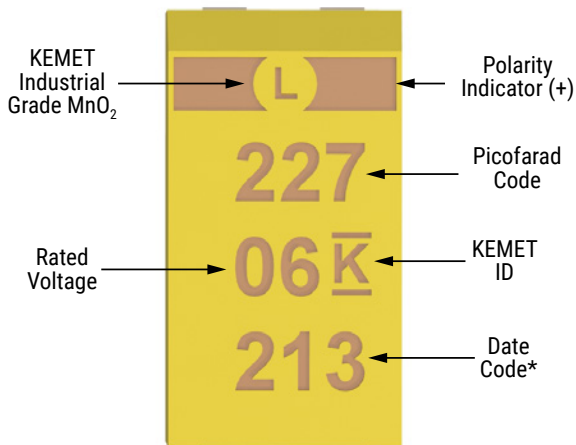 KEMET
Industrial
Grade MnO₂
L
Polarity
Indicator (+)
227
Picofarad
Code
Rated
Voltage
06 K
KEMET
ID
213
Date
Code*